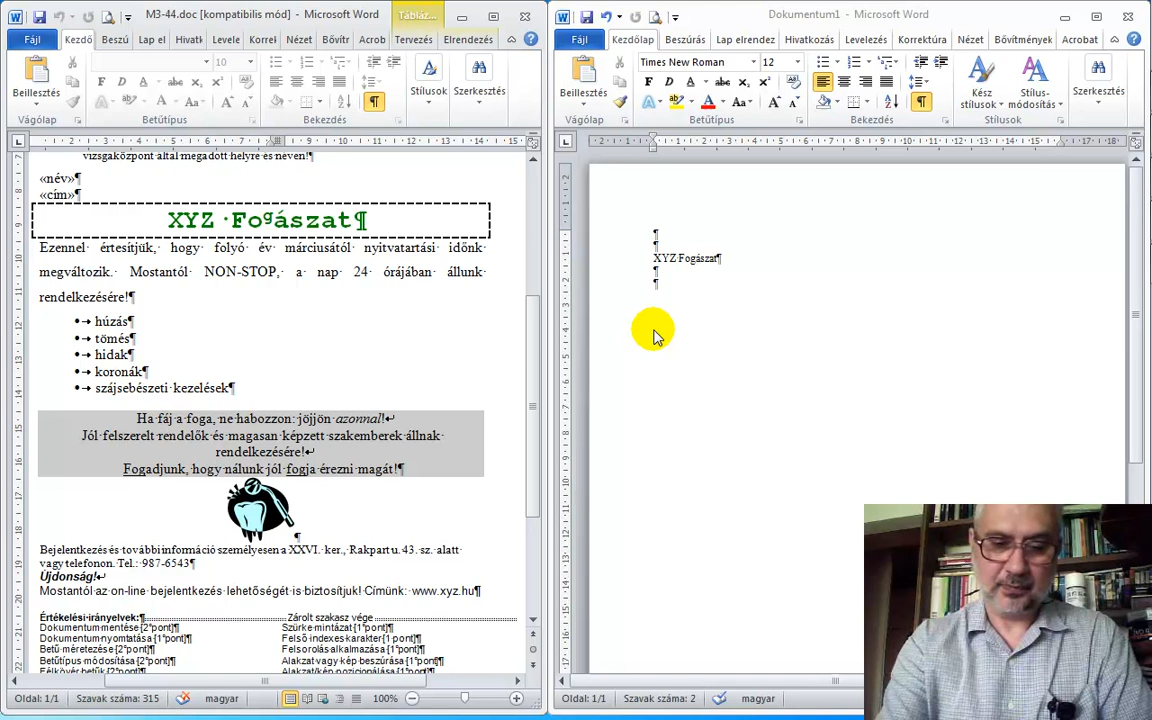 M3-44.doc [kompatibilis mód] - Microsoft Word
Tábláz...
Fájl Kezdő Beszú Lap el Hivatk Levele Korrek Nézet Bővítr Acrob Tervezés Elrendezés
10
Beillesztés
Stílusok
Szerkesztés
Vágólap Betűtípus Bekezdés
vizsgaközpont által megadott helyre és néven!¶
«név»¶
«cím»¶
XYZ·Fogászat¶
Ezennel értesítjük, hogy folyó év márciusától nyitvatartási időnk
megváltozik. Mostantól NON-STOP, a nap 24 órájában állunk
rendelkezésére!¶
•→ húzás¶
•→ tömés¶
•→ hidak¶
•→ koronák¶
•→ szájsebészeti·kezelések¶
Ha·fáj·a·foga,·ne·habozzon:·jöjjön·azonnal!↵
Jól·felszerelt·rendelők·és·magasan·képzett·szakemberek·állnak·
rendelkezésére!↵
Fogadjunk,·hogy·nálunk·jól·fogja·érezni·magát!¶
¶
Bejelentkezés·és·további·információ·személyesen·a·XXVI.·ker.,·Rakpart·u.·43.·sz.·alatt·
vagy·telefonon.·Tel.:·987-6543¶
Újdonság!↵
Mostantól·az·on-line·bejelentkezés·lehetőségét·is·biztosítjuk!·Címünk:·www.xyz.hu¶
Értékelési·irányelvek:¶
Zárolt szakasz vége
Dokumentum·mentése·{2·pont}¶
Szürke·mintázat·{1·pont}¶
Dokumentum·nyomtatása·{1·pont}¶
Felső·indexes·karakter·{1·pont}¶
Betű·méretezése·{2·pont}¶
Felsorolás·alkalmazása·{1·pont}¶
Betűtípus·módosítása·{2·pont}¶
Alakzat·vagy·kép·beszúrása·{1·pont}¶
Oldal: 1/1 Szavak száma: 315 magyar 100%
Dokumentum1 - Microsoft Word
Fájl Kezdőlap Beszúrás Lap elrendez Hivatkozás Levelezés Korrektúra Nézet Bővítmények Acrobat
Times New Roman 12
Beillesztés
Kész stílusok
Stílus-módosítás
Szerkesztés
Vágólap Betűtípus Bekezdés Stílusok
¶
¶
XYZ·Fogászat¶
¶
¶
Oldal: 1/1 Szavak száma: 2 magyar